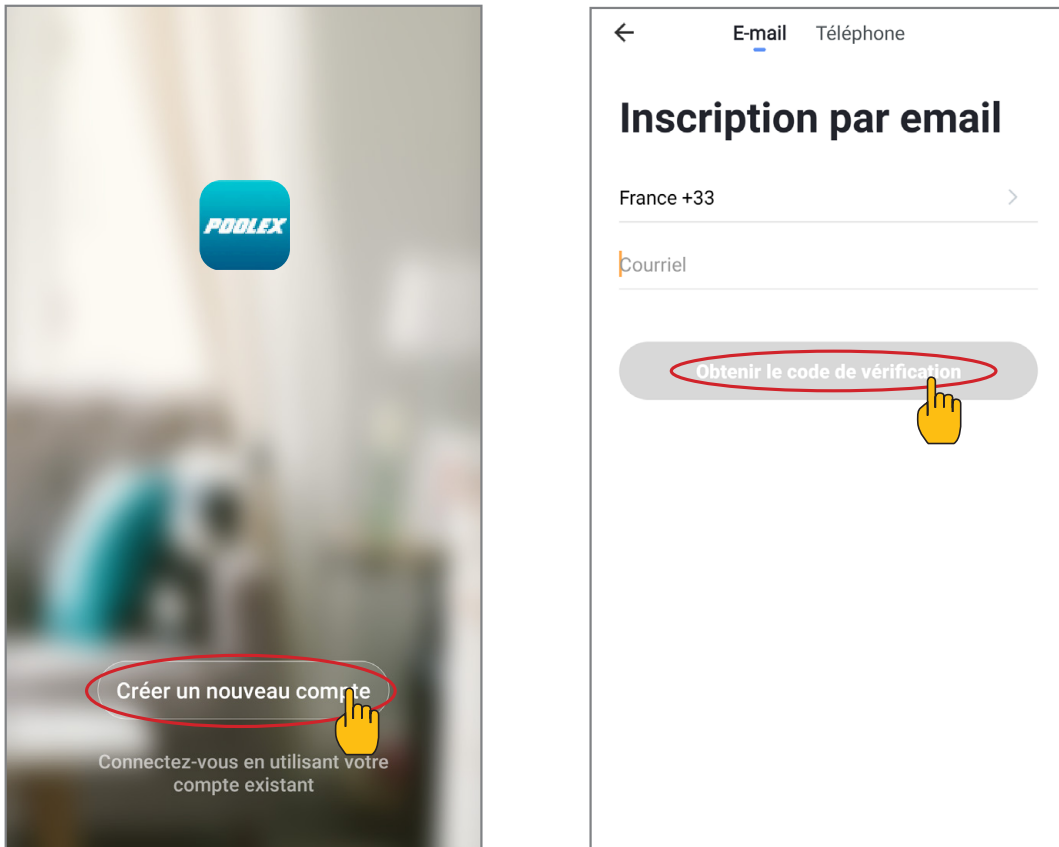 POOLEX
Créer un nouveau compte
Connectez-vous en utilisant votre
compte existant
E-mail Téléphone
Inscription par email
France +33
Courriel
Obtenir le code de vérification